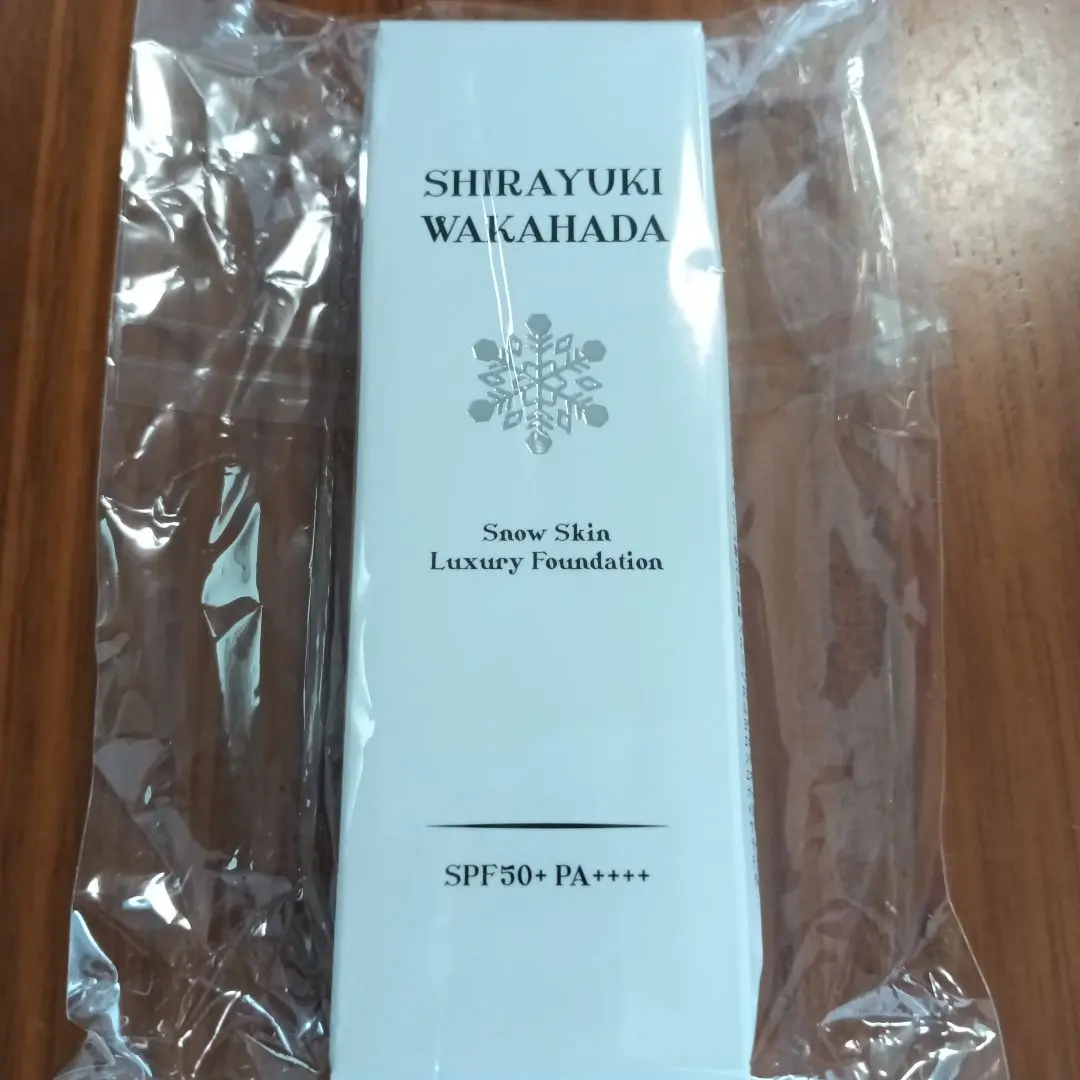 SHIRAYUKI
WAKAHADA
Snow Skin
Luxury Foundation
SPF50+ PA++++